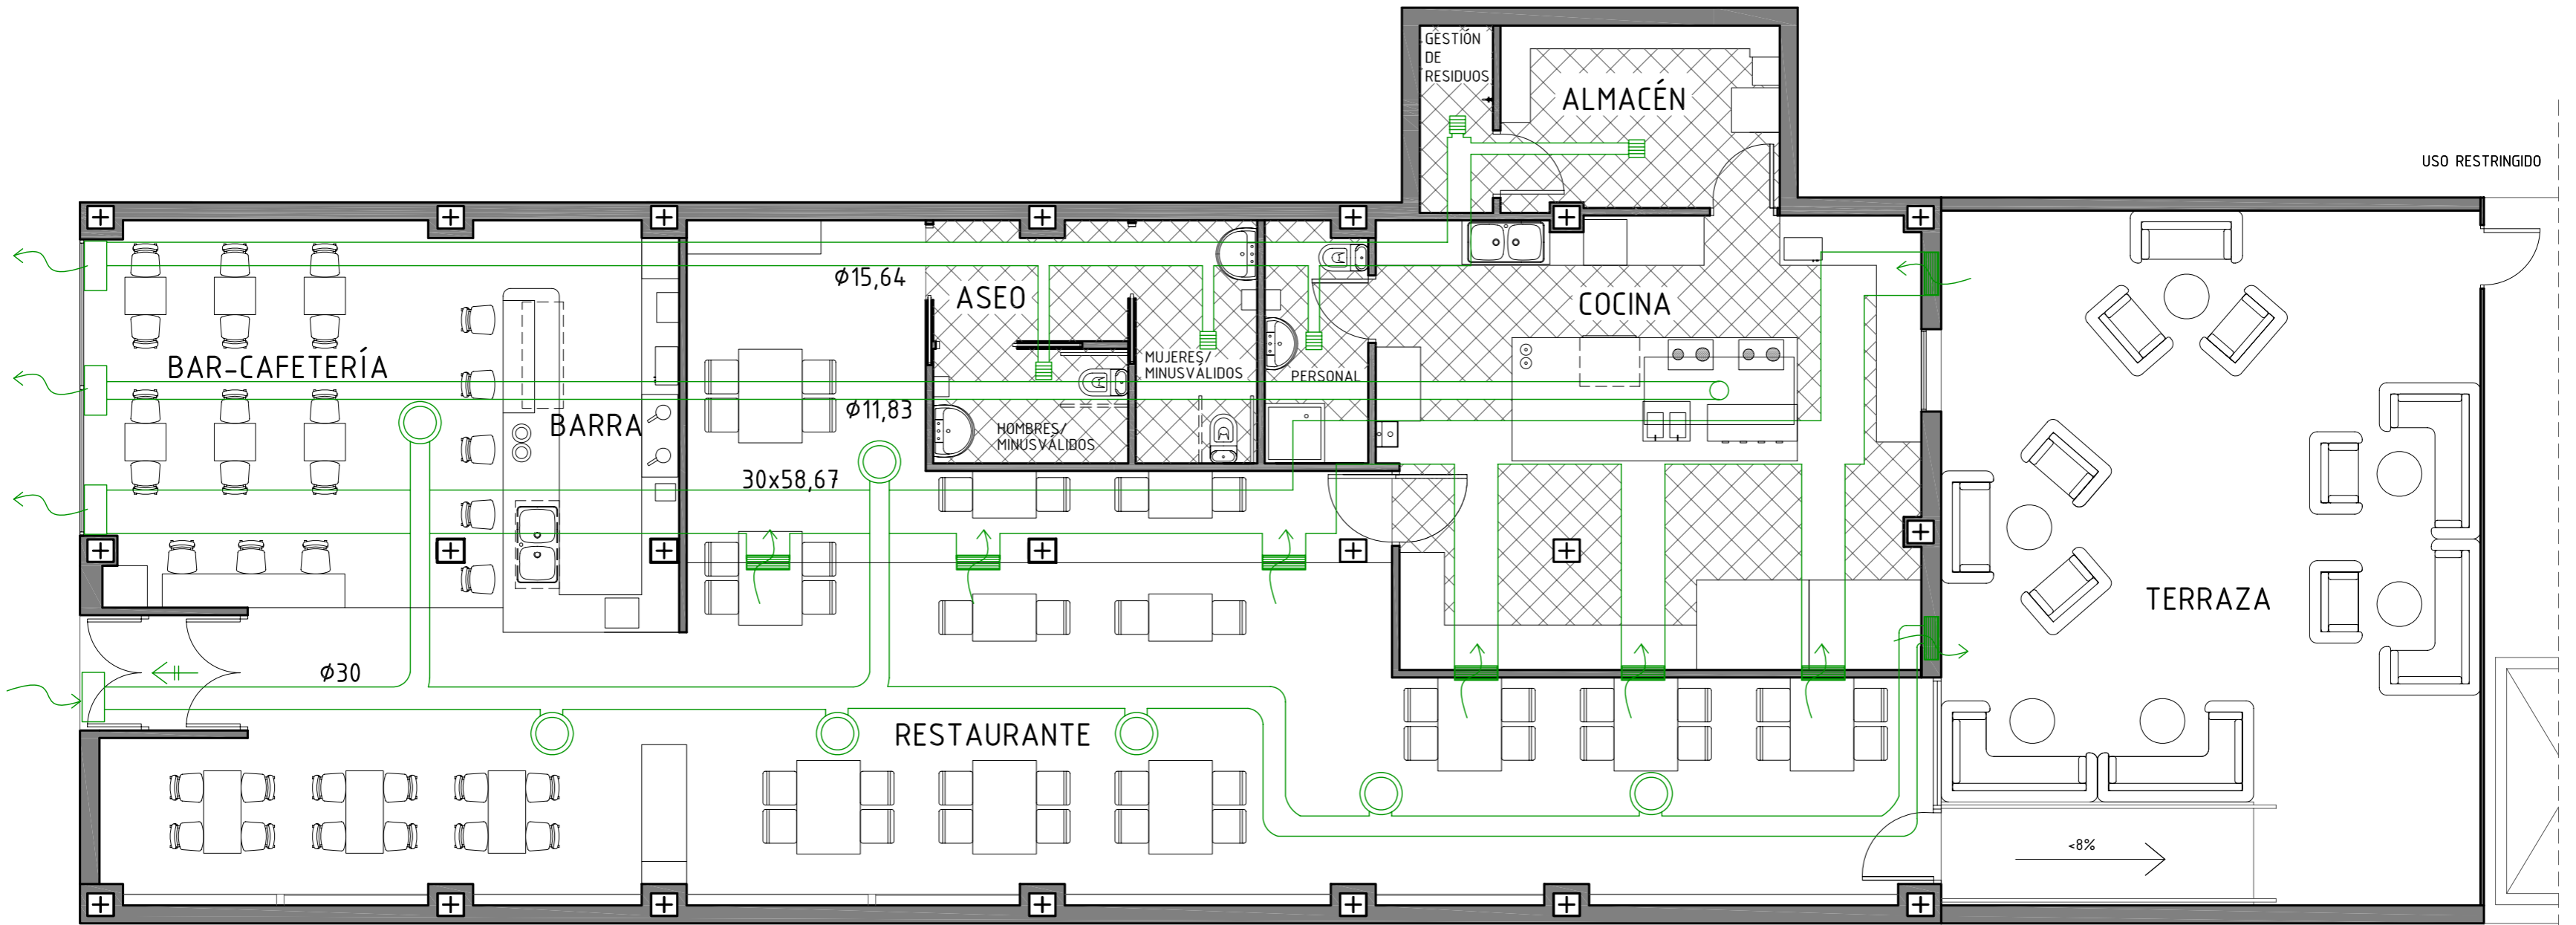 GESTIÓN
DE
RESIDUOS
ALMACÉN
USO RESTRINGIDO
Ø15,64
ASEO
COCINA
BAR-CAFETERÍA
MUJERES/
MINUSVÁLIDOS
PERSONAL
Ø11,83
BARRA
HOMBRES/
MINUSVÁLIDOS
30x58,67
TERRAZA
Ø30
RESTAURANTE
<8%